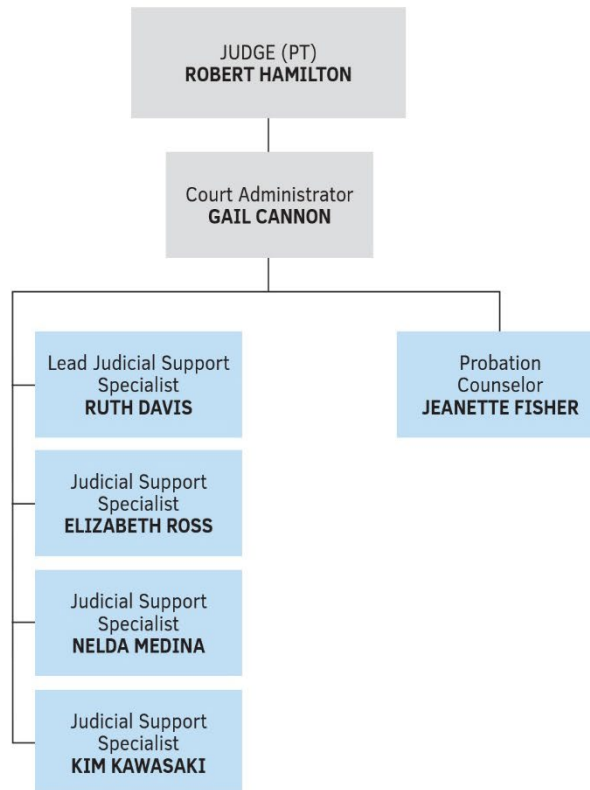 JUDGE (PT)
ROBERT HAMILTON
Court Administrator
GAIL CANNON
Lead Judicial Support
Specialist
RUTH DAVIS
Probation
Counselor
JEANETTE FISHER
Judicial Support
Specialist
ELIZABETH ROSS
Judicial Support
Specialist
NELDA MEDINA
Judicial Support
Specialist
KIM KAWASAKI